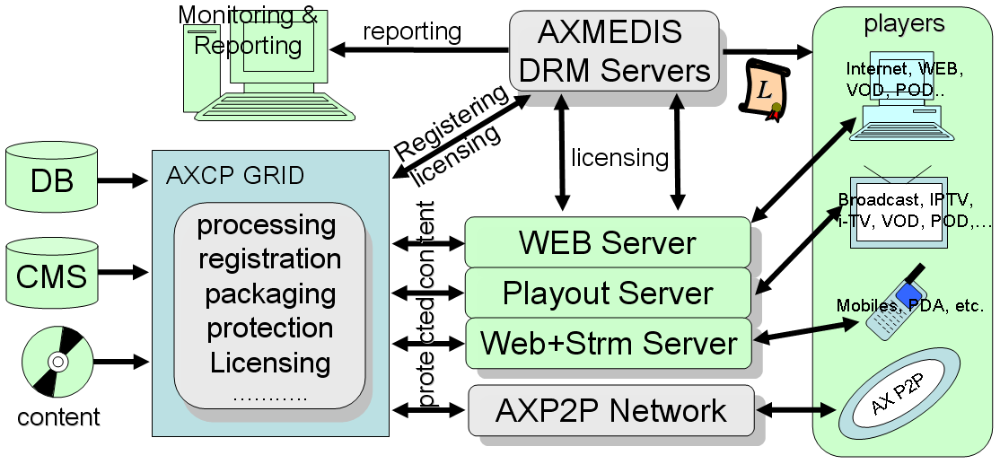 Monitoring &
Reporting
reporting
AXMEDIS
DRM Servers
L
players
Internet, WEB,
VOD, POD..
Registering
licensing
licensing
DB
CMS
content
AXCP GRID
processing
registration
packaging
protection
Licensing
...........
prote cted content
WEB Server
Playout Server
Web+Strm Server
AXP2P Network
Broadcast, IPTV,
i-TV, VOD, POD,...
Mobiles, PDA, etc.
AX P2P